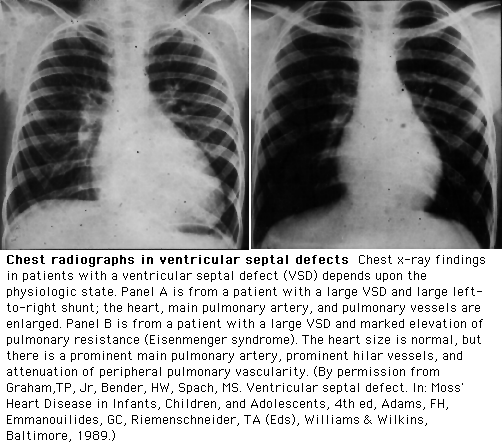 Chest radiographs in ventricular septal defects Chest x-ray findings
in patients with a ventricular septal defect (VSD) depends upon the
physiologic state. Panel A is from a patient with a large VSD and large left-
to-right shunt; the heart, main pulmonary artery, and pulmonary vessels are
enlarged. Panel B is from a patient with a large VSD and marked elevation of
pulmonary resistance (Eisenmenger syndrome). The heart size is normal, but
there is a prominent main pulmonary artery, prominent hilar vessels, and
attenuation of peripheral pulmonary vascularity. (By permission from
Graham,TP, Jr, Bender, HW, Spach, MS. Ventricular septal defect. In: Moss'
Heart Disease in Infants, Children, and Adolescents, 4th ed, Adams, FH,
Emmanouilides, GC, Riemenschneider, TA (Eds), Williams & Wilkins,
Baltimore, 1989.)